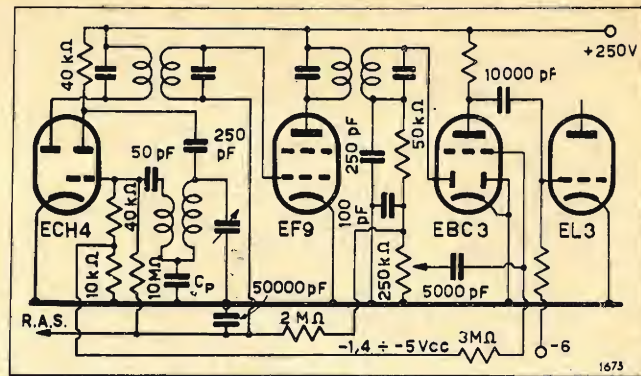 40 kΩ
+250V
10000 pF
250 pF
50 pF
50 kΩ
250 pF
100 pF
ECH4
EF9
EBC3
EL3
40 kΩ
10 kΩ
10 MΩ
Cp
50000 pF
250 kΩ
5000 pF
R.A.S.
2 MΩ
-1,4 ÷ -5 Vcc
3MΩ
-6
1673